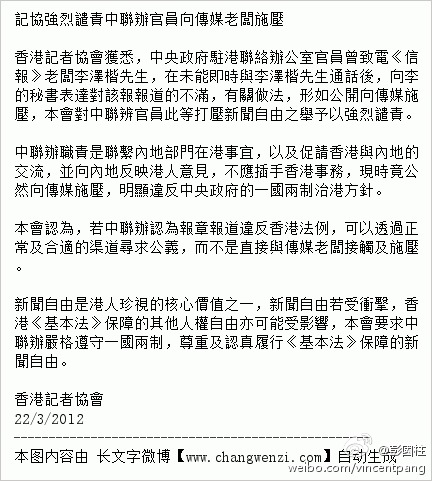 記協強烈譴責中聯辦官員向傳媒老闆施壓
香港記者協會獲悉，中央政府駐港聯絡辦公室官員曾致電《信
報》老闆李澤楷先生，在未能即時與李澤楷先生通話後，向李
的秘書表達對該報報道的不滿，有關做法，形如公開向傳媒施
壓，本會對中聯辨官員此等打壓新聞自由之舉予以強烈譴責。
中聯辦職責是聯繫內地部門在港事宜，以及促請香港與內地的
交流，並向內地反映港人意見，不應插手香港事務，現時竟公
然向傳媒施壓，明顯違反中央政府的一國兩制治港方針。
本會認為，若中聯辦認為報章報道違反香港法例，可以透過正
常及合適的渠道尋求公義，而不是直接與傳媒老闆接觸及施壓
。
新聞自由是港人珍視的核心價值之一，新聞自由若受衝擊，香
港《基本法》保障的其他人權自由亦可能受影響，本會要求中
聯辦嚴格遵守一國兩制，尊重及認真履行《基本法》保障的新
聞自由。
香港記者協會
22/3/2012
本图内容由 长文字微博【www.changwenzi.com】自动生成
@彭圆柱
weibo.com/vincentpang